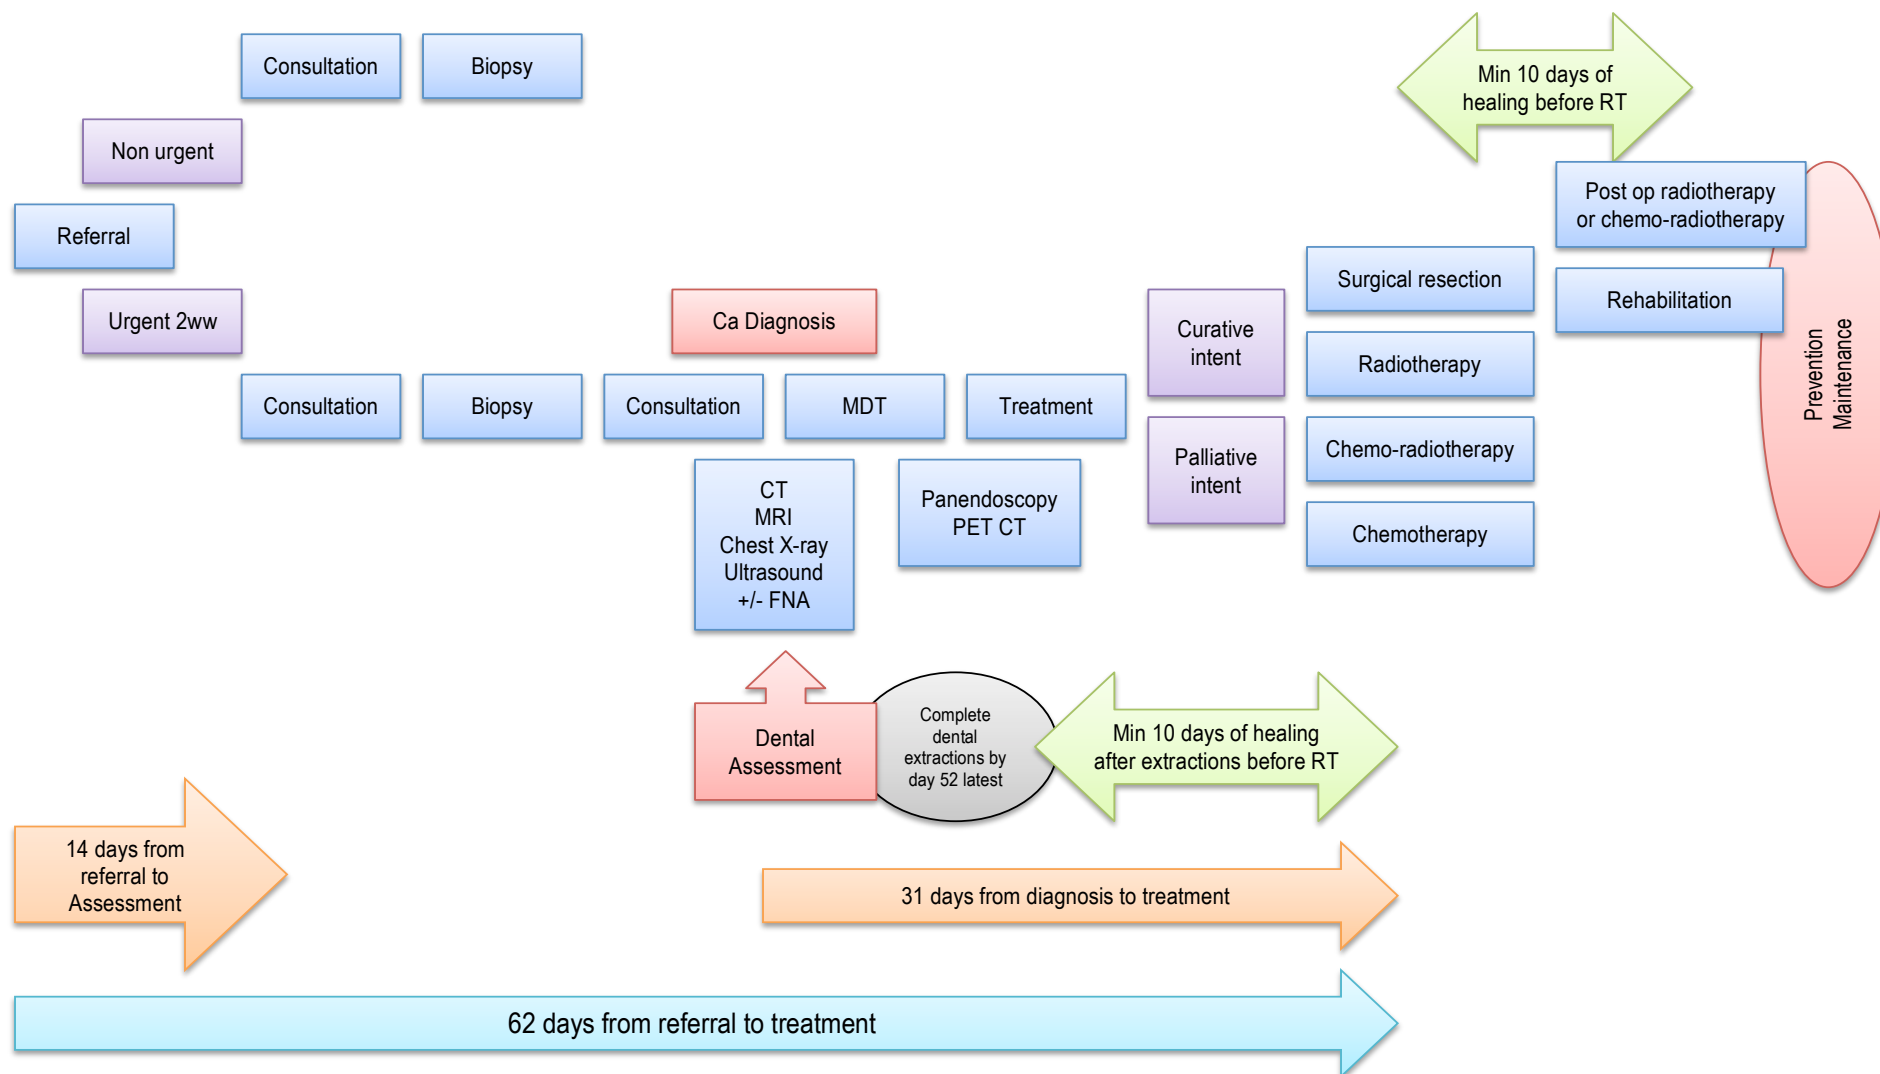 Consultation
Biopsy
Min 10 days of
healing before RT
Non urgent
Referral
Urgent 2ww
Post op radiotherapy
or chemo-radiotherapy
Surgical resection
Rehabilitation
Ca Diagnosis
Curative
intent
Radiotherapy
Prevention
Maintenance
Consultation
Biopsy
Consultation
MDT
Treatment
Palliative
intent
Chemo-radiotherapy
Chemotherapy
CT
MRI
Chest X-ray
Ultrasound
+/- FNA
Panendoscopy
PET CT
Dental
Assessment
Complete
dental
extractions by
day 52 latest
Min 10 days of healing
after extractions before RT
14 days from
referral to
Assessment
31 days from diagnosis to treatment
62 days from referral to treatment